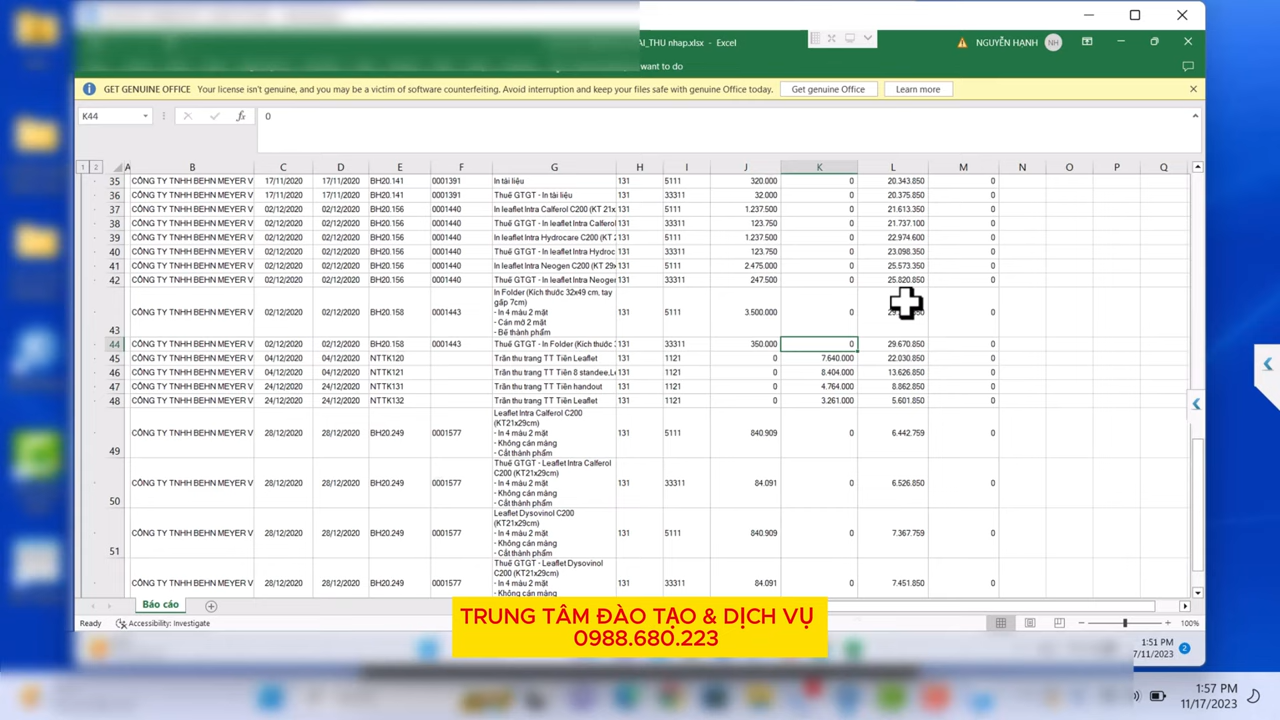 AI_THU nhap.xlsx - Excel
NGUYỄN HẠNH NH
want to do
GET GENUINE OFFICE Your license isn't genuine, and you may be a victim of software counterfeiting. Avoid interruption and keep your files safe with genuine Office today. Get genuine Office Learn more
K44 fx 0
1 2 A B C D E F G H I J K L M N O P Q
35 CÔNG TY TNHH BEHN MEYER V 17/11/2020 17/11/2020 BH20.141 0001391 In tài liệu 131 5111 320.000 0 20.343.850 0
36 CÔNG TY TNHH BEHN MEYER V 17/11/2020 17/11/2020 BH20.141 0001391 Thuế GTGT - In tài liệu 131 33311 32.000 0 20.375.850 0
37 CÔNG TY TNHH BEHN MEYER V 02/12/2020 02/12/2020 BH20.156 0001440 In leaflet Intra Calferol C200 (KT 21x 131 5111 1.237.500 0 21.613.350 0
38 CÔNG TY TNHH BEHN MEYER V 02/12/2020 02/12/2020 BH20.156 0001440 Thuế GTGT - In leaflet Intra Calferol 131 33311 123.750 0 21.737.100 0
39 CÔNG TY TNHH BEHN MEYER V 02/12/2020 02/12/2020 BH20.156 0001440 In leaflet Intra Hydrocare C200 (KT 2 131 5111 1.237.500 0 22.974.600 0
40 CÔNG TY TNHH BEHN MEYER V 02/12/2020 02/12/2020 BH20.156 0001440 Thuế GTGT - In leaflet Intra Hydroc 131 33311 123.750 0 23.098.350 0
41 CÔNG TY TNHH BEHN MEYER V 02/12/2020 02/12/2020 BH20.156 0001440 In leaflet Intra Neogen C200 (KT 29x 131 5111 2.475.000 0 25.573.350 0
42 CÔNG TY TNHH BEHN MEYER V 02/12/2020 02/12/2020 BH20.156 0001440 Thuế GTGT - In leaflet Intra Neogen 131 33311 247.500 0 25.820.850 0
In Folder (Kích thước 32x49 cm, tay
gấp 7cm)
43 CÔNG TY TNHH BEHN MEYER V 02/12/2020 02/12/2020 BH20.158 0001443 - In 4 màu 2 mặt 131 5111 3.500.000 0 0
- Cán mờ 2 mặt
- Bế thành phẩm
44 CÔNG TY TNHH BEHN MEYER V 02/12/2020 02/12/2020 BH20.158 0001443 Thuế GTGT - In Folder (Kích thước 131 33311 350.000 0 29.670.850 0
45 CÔNG TY TNHH BEHN MEYER V 04/12/2020 04/12/2020 NTTK120 Trần thu trang TT Tiền Leaflet 131 1121 0 7.640.000 22.030.850 0
46 CÔNG TY TNHH BEHN MEYER V 04/12/2020 04/12/2020 NTTK121 Trần thu trang TT Tiền 8 standee,Le 131 1121 0 8.404.000 13.626.850 0
47 CÔNG TY TNHH BEHN MEYER V 24/12/2020 24/12/2020 NTTK131 Trần thu trang TT Tiền handout 131 1121 0 4.764.000 8.862.850 0
48 CÔNG TY TNHH BEHN MEYER V 24/12/2020 24/12/2020 NTTK132 Trần thu trang TT Tiền Leaflet 131 1121 0 3.261.000 5.601.850 0
Leaflet Intra Calferol C200
(KT21x29cm)
49 CÔNG TY TNHH BEHN MEYER V 28/12/2020 28/12/2020 BH20.249 0001577 - In 4 màu 2 mặt 131 5111 840.909 0 6.442.759 0
- Không cán màng
- Cắt thành phẩm
Thuế GTGT - Leaflet Intra Calferol
C200 (KT21x29cm)
50 CÔNG TY TNHH BEHN MEYER V 28/12/2020 28/12/2020 BH20.249 0001577 - In 4 màu 2 mặt 131 33311 84.091 0 6.526.850 0
- Không cán màng
- Cắt thành phẩm
Leaflet Dysovinol C200
(KT21x29cm)
51 CÔNG TY TNHH BEHN MEYER V 28/12/2020 28/12/2020 BH20.249 0001577 - In 4 màu 2 mặt 131 5111 840.909 0 7.367.759 0
- Không cán màng
- Cắt thành phẩm
Thuế GTGT - Leaflet Dysovinol
C200 (KT21x29cm)
CÔNG TY TNHH BEHN MEYER V 28/12/2020 28/12/2020 BH20.249 0001577 - In 4 màu 2 mặt 131 33311 84.091 0 7.451.850 0
- Không cán màng
Báo cáo
Ready Accessibility: Investigate 100%
TRUNG TÂM ĐÀO TẠO & DỊCH VỤ
0988.680.223
1:51 PM
7/11/2023 2
1:57 PM
11/17/2023